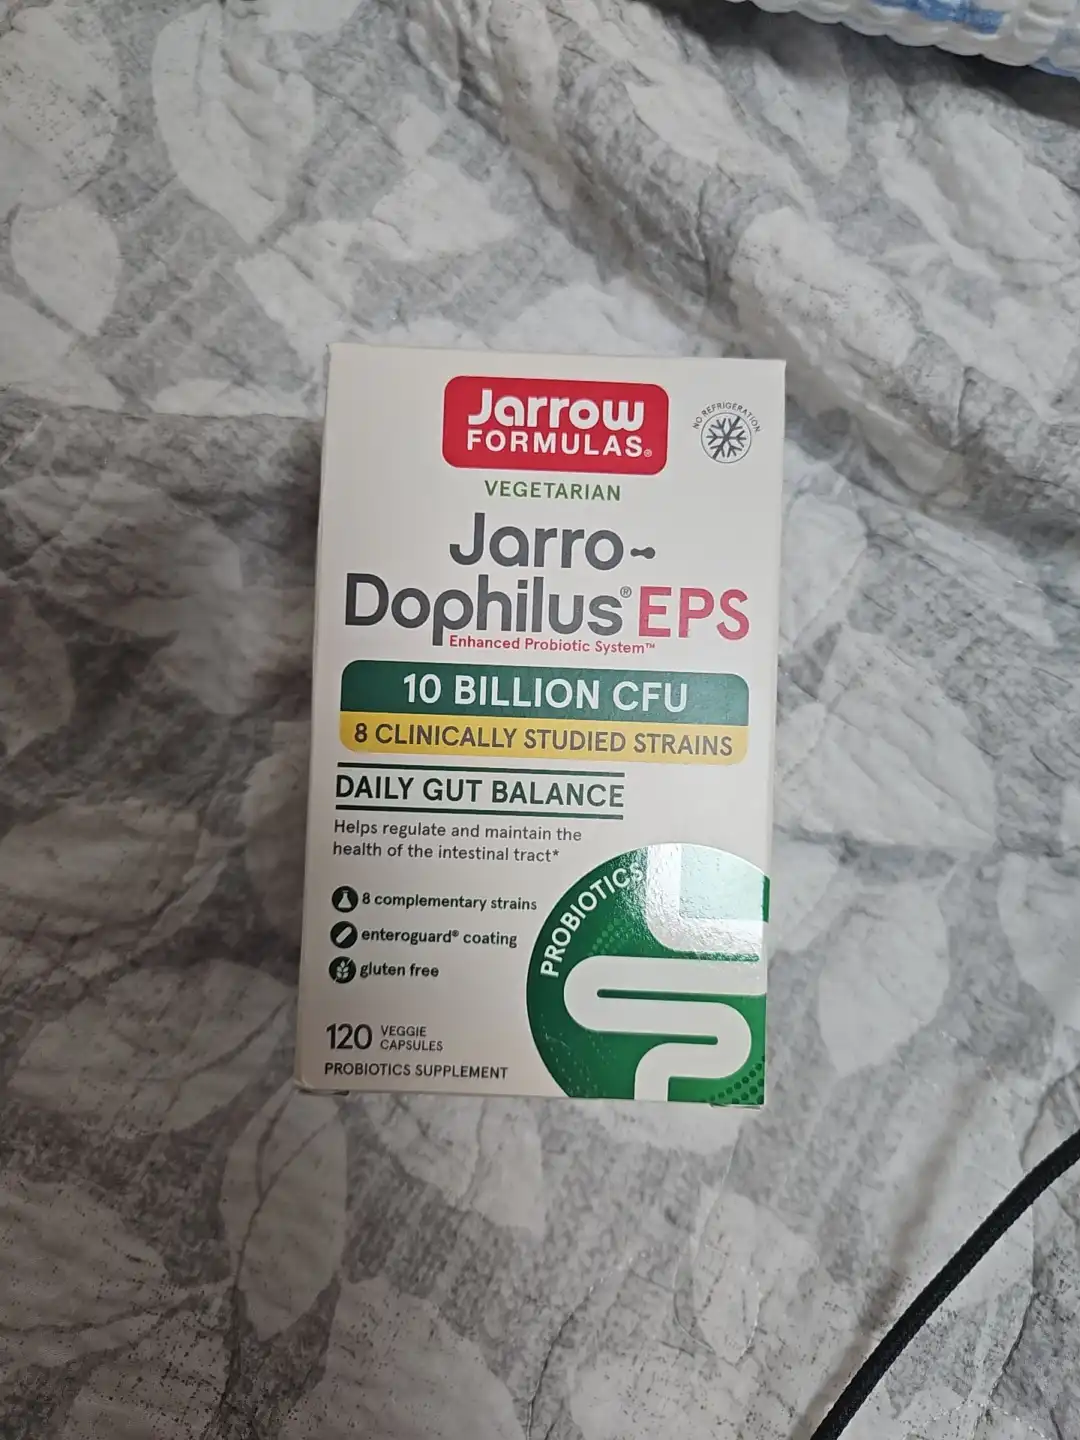 Jarrow
FORMULAS®
NO REFRIGERATION
VEGETARIAN
Jarro-
Dophilus® EPS
Enhanced Probiotic System™
10 BILLION CFU
8 CLINICALLY STUDIED STRAINS
DAILY GUT BALANCE
Helps regulate and maintain the
health of the intestinal tract*
PROBIOTICS
8 complementary strains
enteroguard® coating
gluten free
120 VEGGIE
CAPSULES
PROBIOTICS SUPPLEMENT